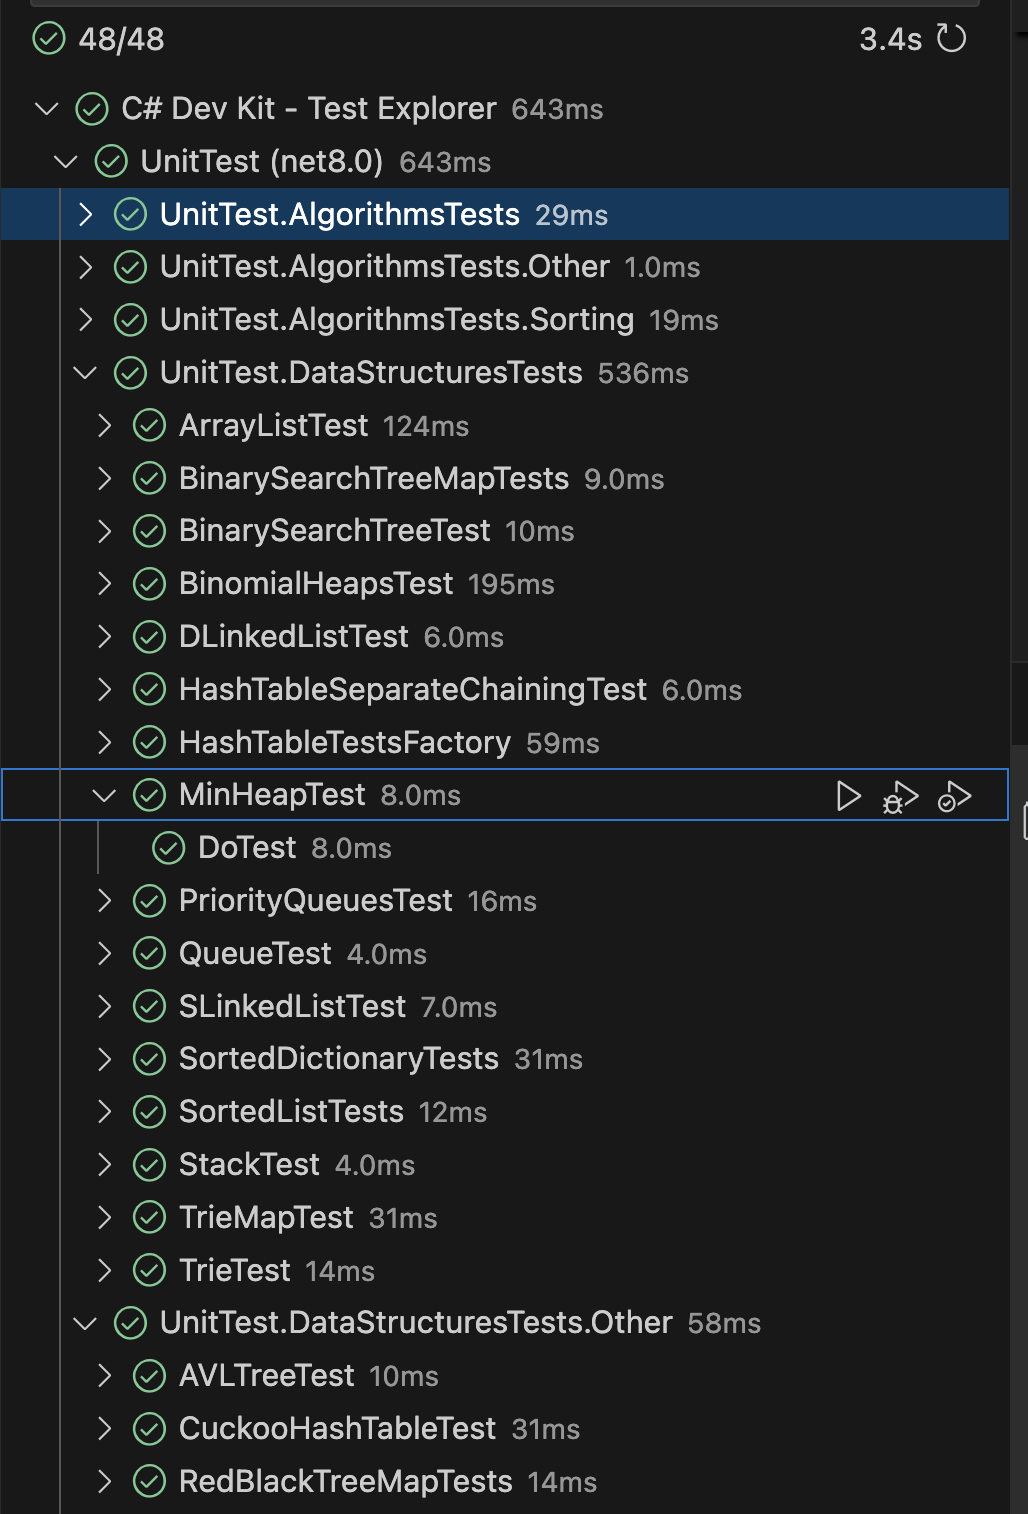 48/48 3.4s
C# Dev Kit - Test Explorer 643ms
UnitTest (net8.0) 643ms
UnitTest.AlgorithmsTests 29ms
UnitTest.AlgorithmsTests.Other 1.0ms
UnitTest.AlgorithmsTests.Sorting 19ms
UnitTest.DataStructuresTests 536ms
ArrayListTest 124ms
BinarySearchTreeMapTests 9.0ms
BinarySearchTreeTest 10ms
BinomialHeapsTest 195ms
DLinkedListTest 6.0ms
HashTableSeparateChainingTest 6.0ms
HashTableTestsFactory 59ms
MinHeapTest 8.0ms
DoTest 8.0ms
PriorityQueuesTest 16ms
QueueTest 4.0ms
SLinkedListTest 7.0ms
SortedDictionaryTests 31ms
SortedListTests 12ms
StackTest 4.0ms
TrieMapTest 31ms
TrieTest 14ms
UnitTest.DataStructuresTests.Other 58ms
AVLTreeTest 10ms
CuckooHashTableTest 31ms
RedBlackTreeMapTests 14ms